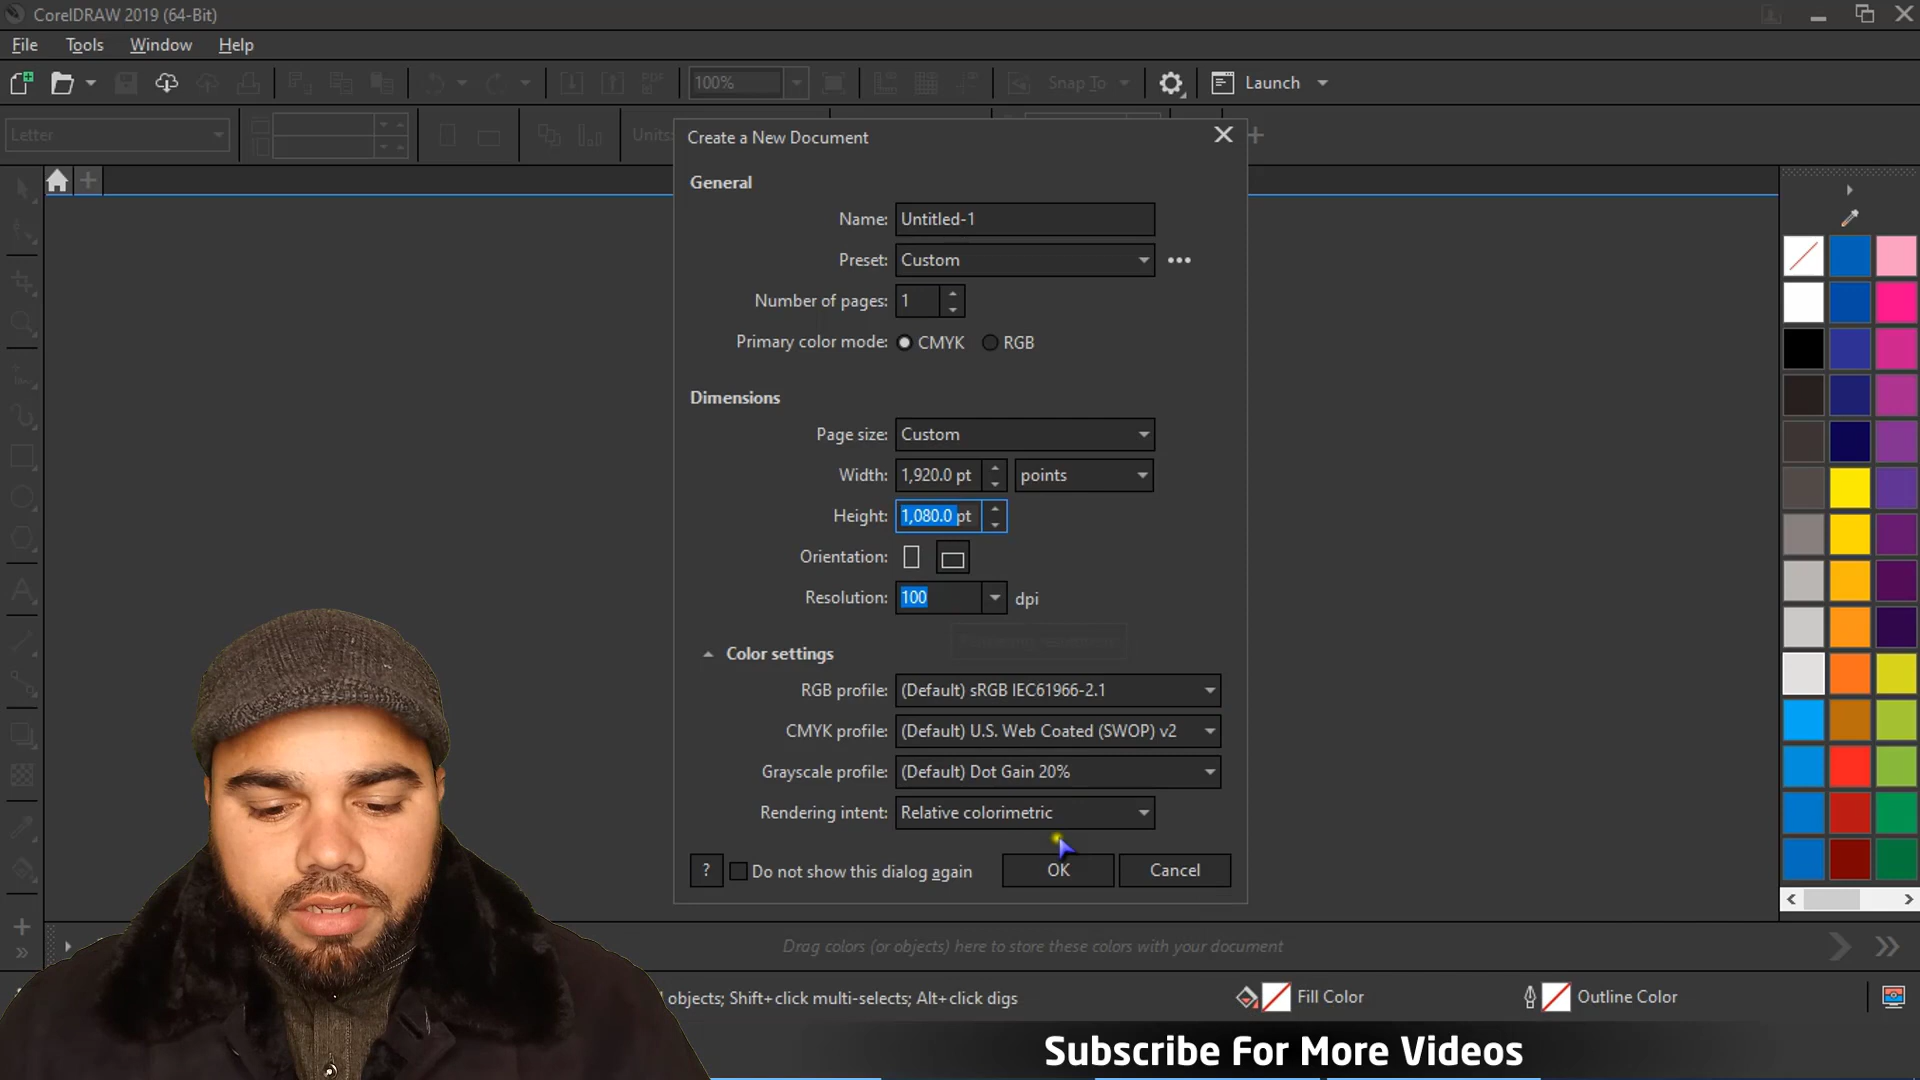 CorelDRAW 2019 (64-Bit)
File Tools Window Help
100% Snap To Launch
Letter Units:
Create a New Document
General
Name: Untitled-1
Preset: Custom
Number of pages: 1
Primary color mode: CMYK RGB
Dimensions
Page size: Custom
Width: 1,920.0 pt points
Height: 1,080.0 pt
Orientation:
Resolution: 100 dpi
Color settings
RGB profile: (Default) sRGB IEC61966-2.1
CMYK profile: (Default) U.S. Web Coated (SWOP) v2
Grayscale profile: (Default) Dot Gain 20%
Rendering intent: Relative colorimetric
? Do not show this dialog again OK Cancel
Drag colors (or objects) here to store these colors with your document
objects; Shift+click multi-selects; Alt+click digs Fill Color Outline Color
Subscribe For More Videos